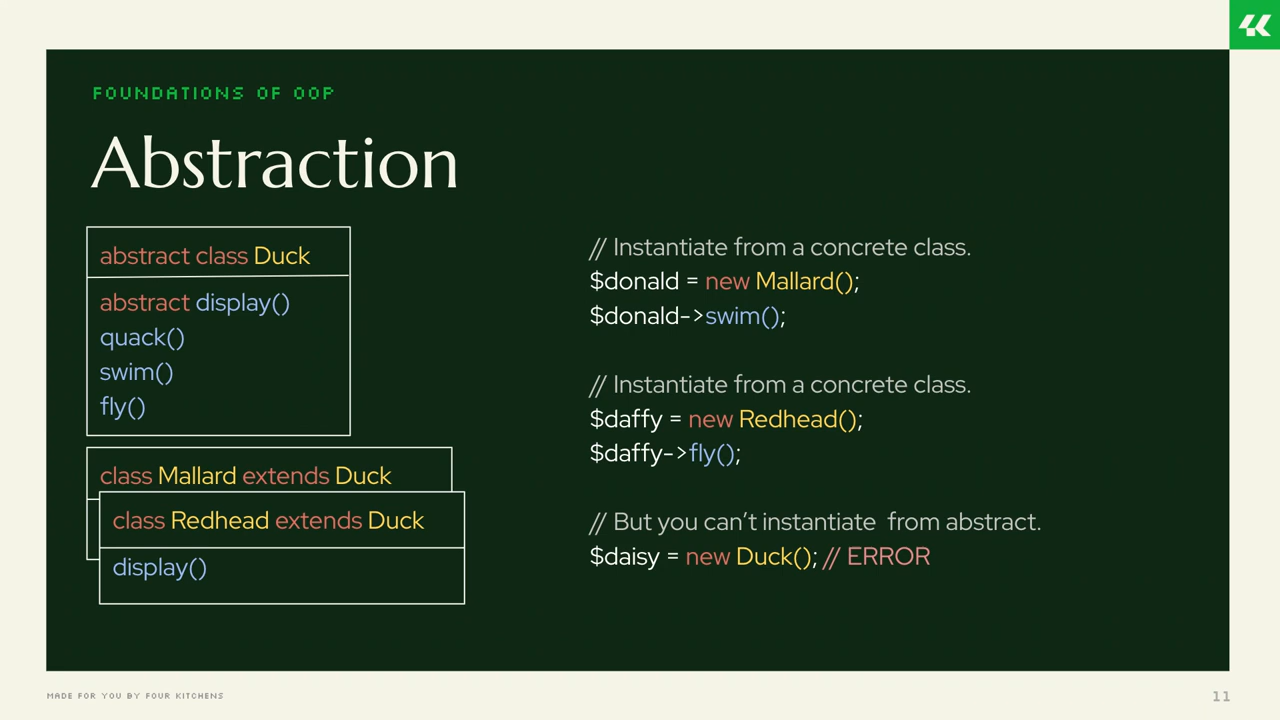 FOUNDATIONS OF OOP
Abstraction
abstract class Duck
abstract display()
quack()
swim()
fly()
class Mallard extends Duck
class Redhead extends Duck
display()
// Instantiate from a concrete class.
$donald = new Mallard();
$donald->swim();
// Instantiate from a concrete class.
$daffy = new Redhead();
$daffy->fly();
// But you can’t instantiate  from abstract.
$daisy = new Duck(); // ERROR
MADE FOR YOU BY FOUR KITCHENS
11